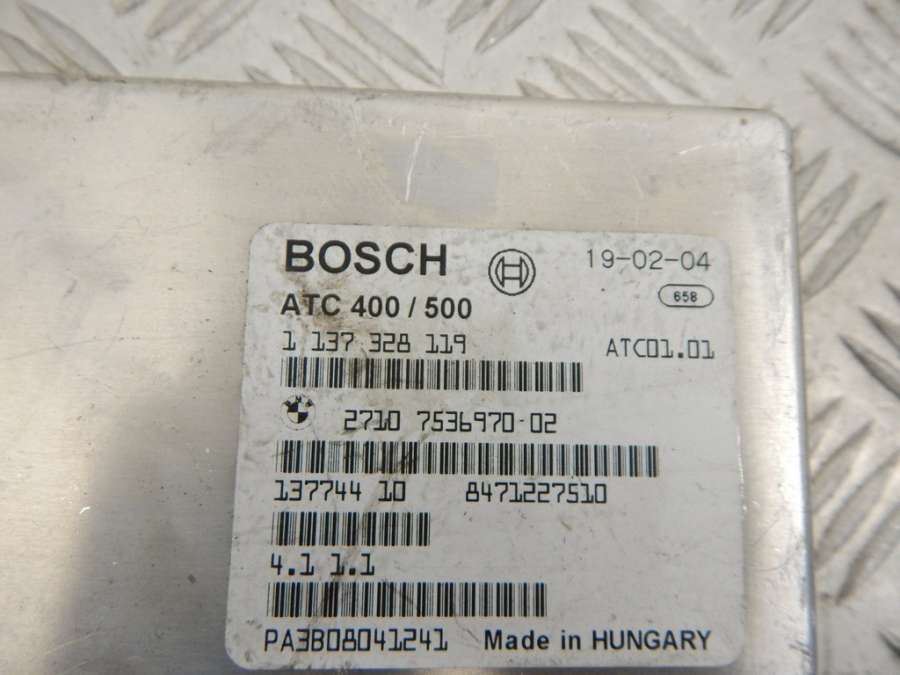 BOSCH 19-02-04
658
ATC 400 / 500
1 137 328 119 ATC01.01
2710 7536970-02
137744 10 8471227510
4.1 1.1
PA3B08041241 Made in HUNGARY